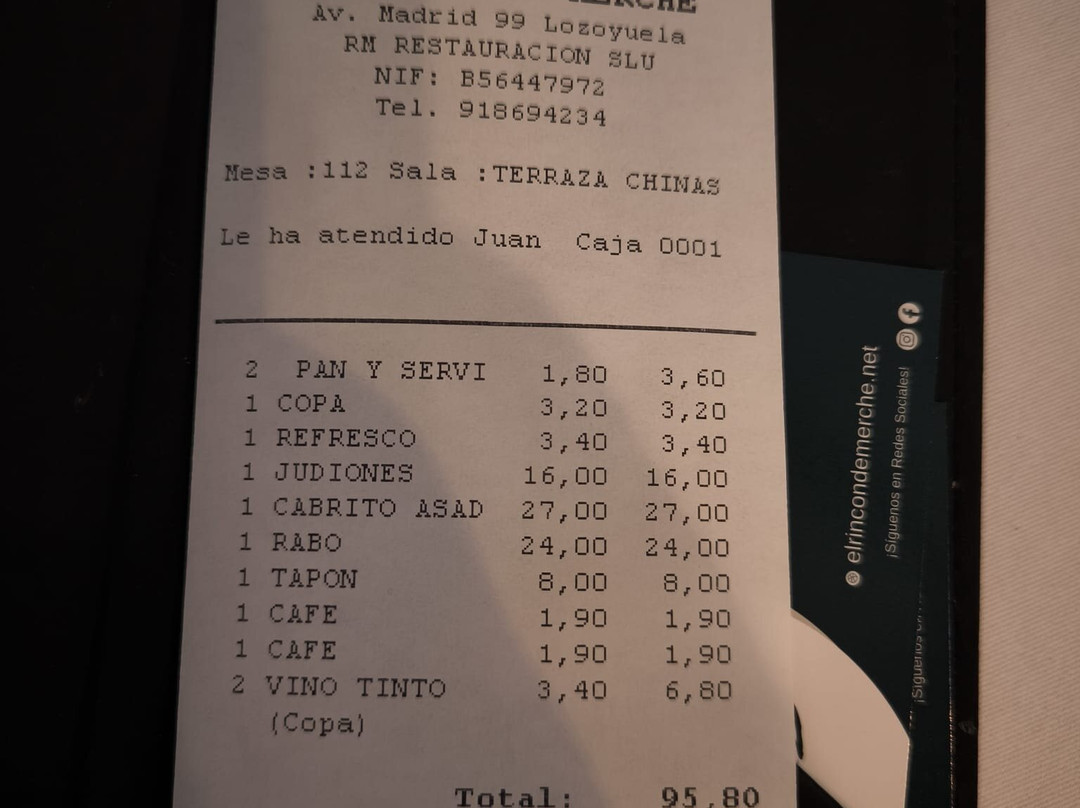 Av. Madrid 99 Lozoyuela
RM RESTAURACION SLU
NIF: B56447972
Tel. 918694234
Mesa :112 Sala :TERRAZA CHINAS
Le ha atendido Juan Caja 0001
2 PAN Y SERVI 1,80 3,60
1 COPA 3,20 3,20
1 REFRESCO 3,40 3,40
1 JUDIONES 16,00 16,00
1 CABRITO ASAD 27,00 27,00
1 RABO 24,00 24,00
1 TAPON 8,00 8,00
1 CAFE 1,90 1,90
1 CAFE 1,90 1,90
2 VINO TINTO 3,40 6,80
(Copa)
Total: 95,80
elrincondemerche.net
¡Síguenos en Redes Sociales!
¡Síguenos en